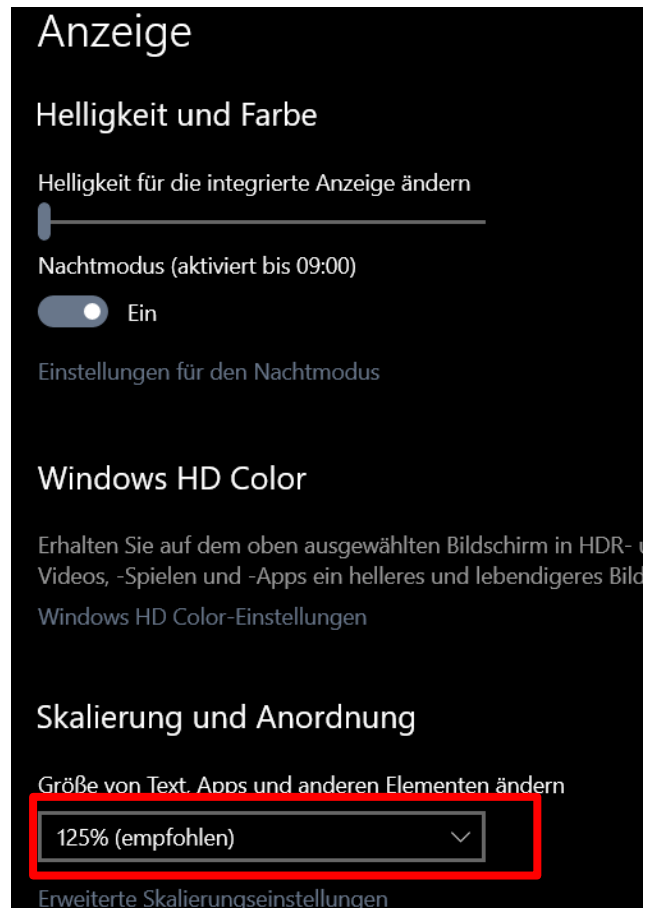 Anzeige
Helligkeit und Farbe
Helligkeit für die integrierte Anzeige ändern
Nachtmodus (aktiviert bis 09:00)
Ein
Einstellungen für den Nachtmodus
Windows HD Color
Erhalten Sie auf dem oben ausgewählten Bildschirm in HDR-
Videos, -Spielen und -Apps ein helleres und lebendigeres Bild
Windows HD Color-Einstellungen
Skalierung und Anordnung
Größe von Text, Apps und anderen Elementen ändern
125% (empfohlen)
Erweiterte Skalierungseinstellungen